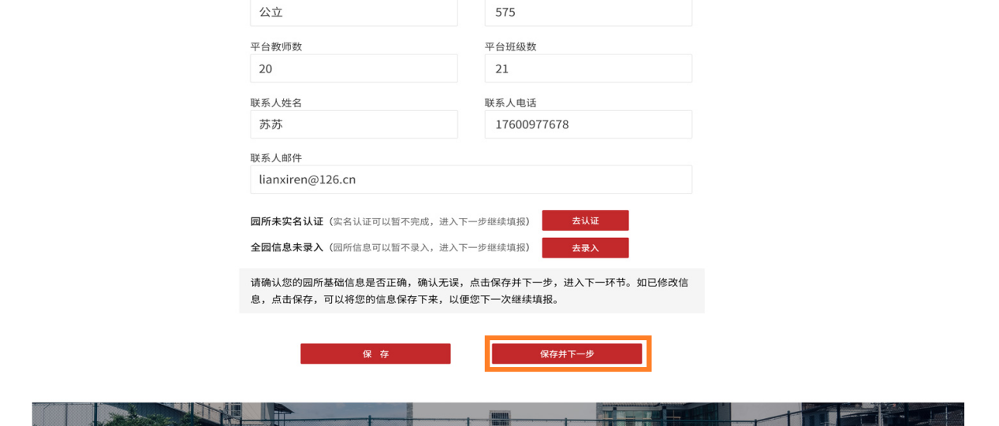 公立 575
平台教师数 平台班级数
20 21
联系人姓名 联系人电话
苏苏 17600977678
联系人邮件
lianxiren@126.cn
园所未实名认证（实名认证可以暂不完成，进入下一步继续填报） 去认证
全园信息未录入（园所信息可以暂不录入，进入下一步继续填报） 去录入
请确认您的园所基础信息是否正确，确认无误，点击保存并下一步，进入下一环节。如已修改信
息，点击保存，可以将您的信息保存下来，以便您下一次继续填报。
保 存 保存并下一步